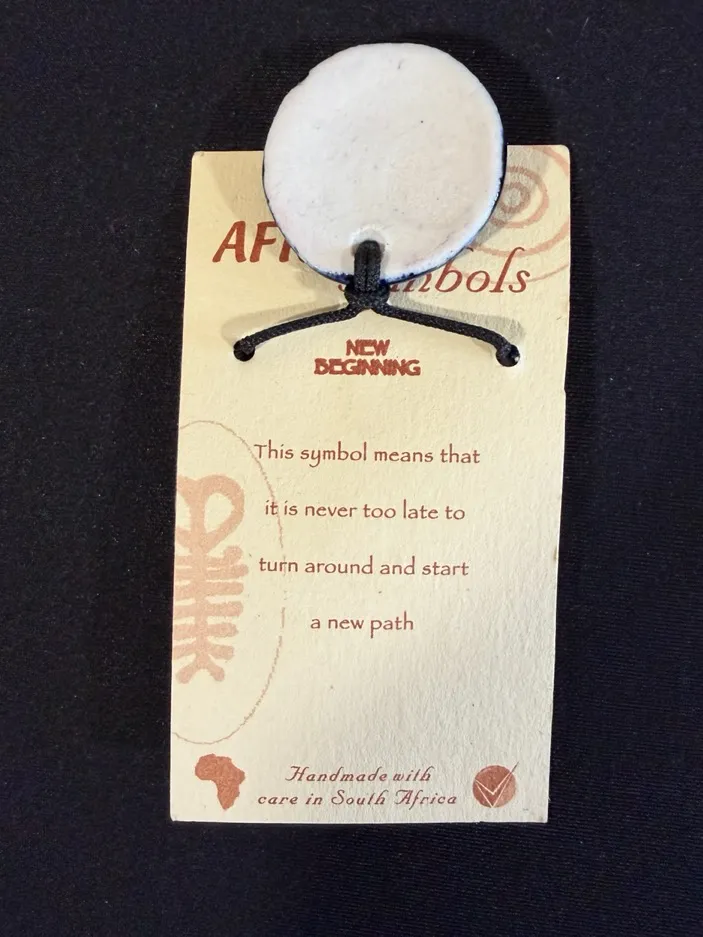 NEW
BEGINNING
This symbol means that
it is never too late to
turn around and start
a new path
Handmade with
care in South Africa